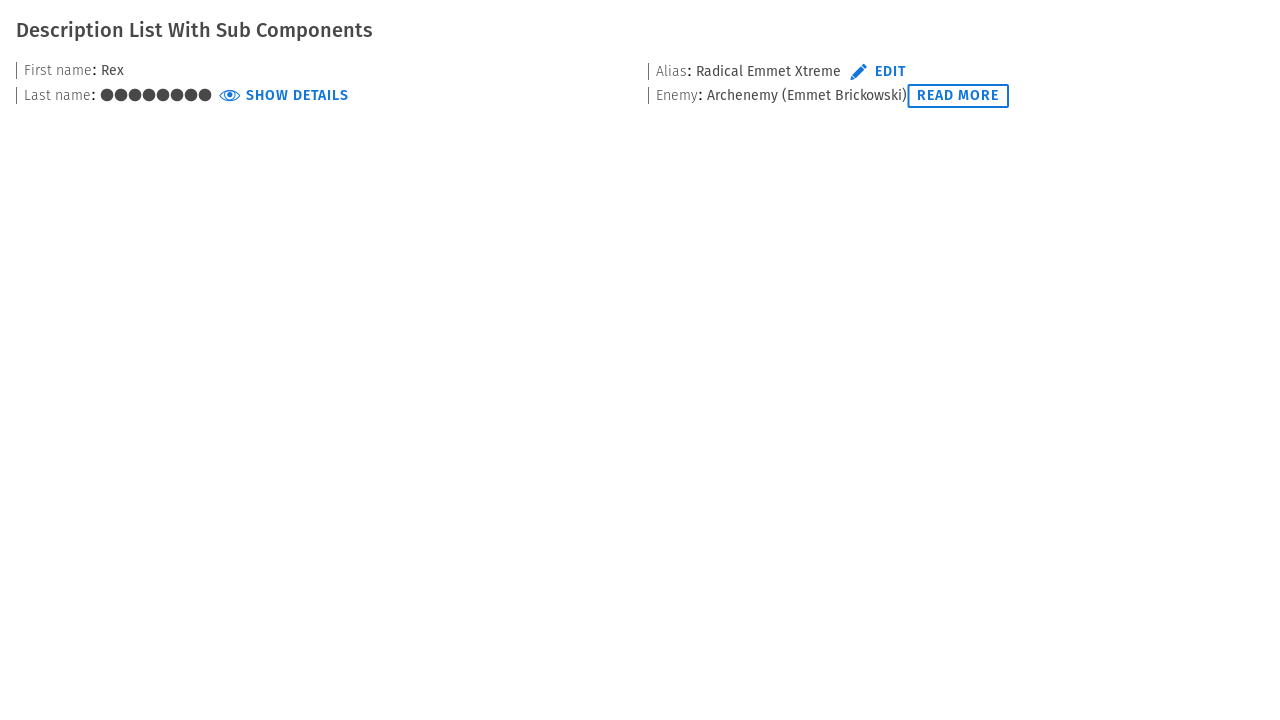 Description List With Sub Components
First name: Rex
Alias: Radical Emmet Xtreme EDIT
Last name: ●●●●●●●● SHOW DETAILS
Enemy: Archenemy (Emmet Brickowski) READ MORE